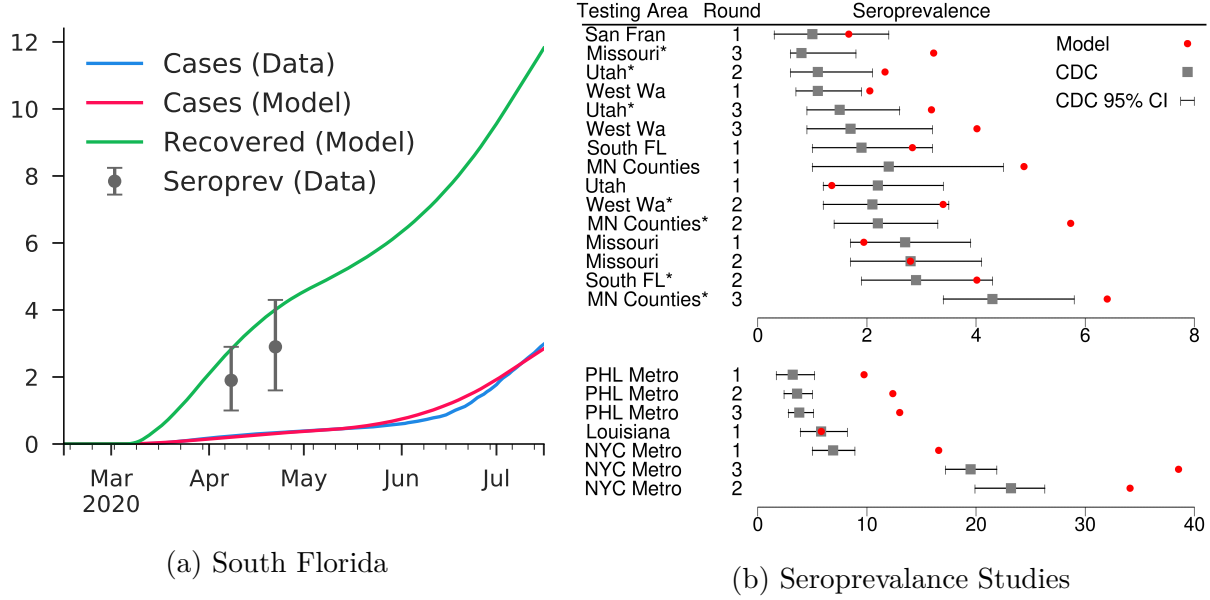 12
10
8
6
4
2
0
Cases (Data)
Cases (Model)
Recovered (Model)
Seroprev (Data)
Mar Apr May Jun Jul
2020
(a) South Florida
Testing Area Round Seroprevalence
San Fran 1
Missouri* 3
Utah* 2
West Wa 1
Utah* 3
West Wa 3
South FL 1
MN Counties 1
Utah 1
West Wa* 2
MN Counties* 2
Missouri 1
Missouri 2
South FL* 2
MN Counties* 3
Model
CDC
CDC 95% CI
0 2 4 6 8
PHL Metro 1
PHL Metro 2
PHL Metro 3
Louisiana 1
NYC Metro 1
NYC Metro 3
NYC Metro 2
0 10 20 30 40
(b) Seroprevalance Studies